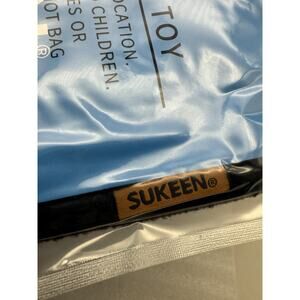 TOY
OCATION.
CHILDREN.
ES OR
OT BAG
®
SUKEEN®